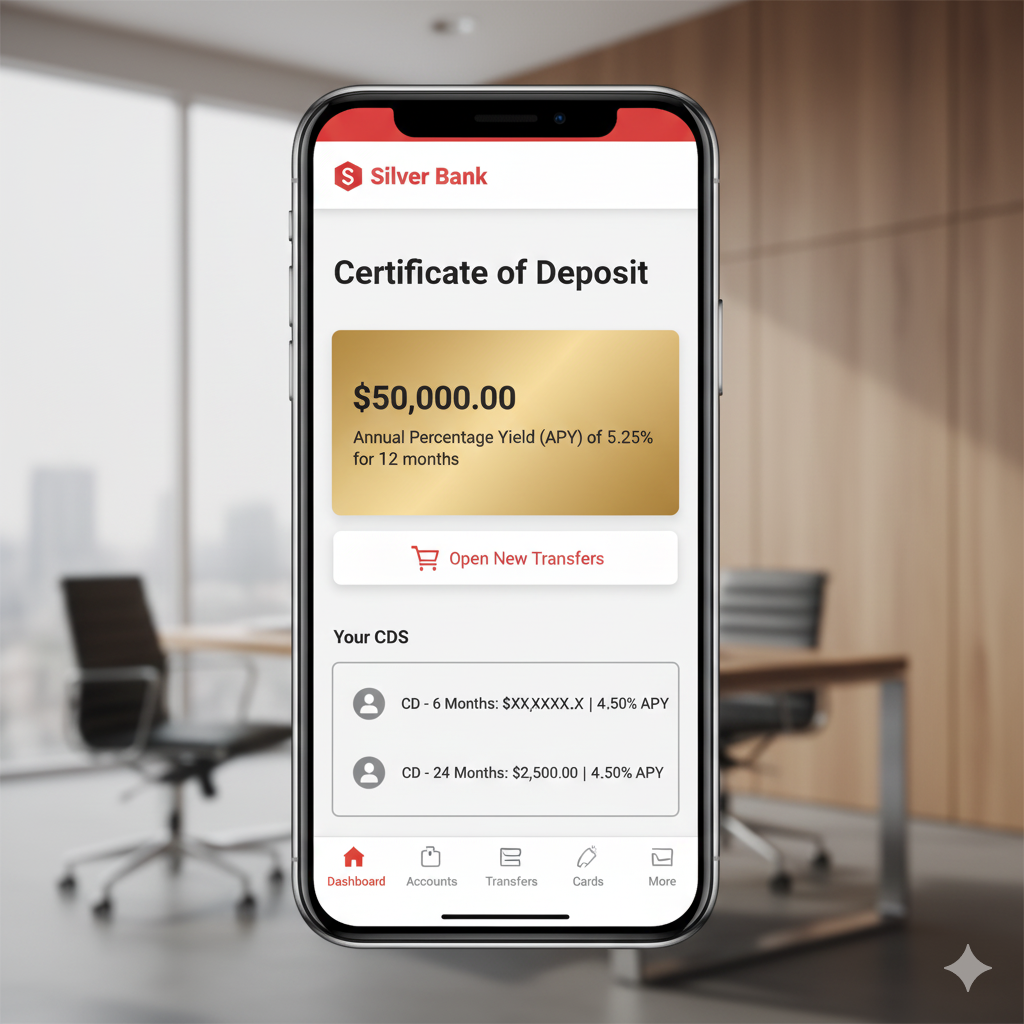 Silver Bank
Certificate of Deposit
$50,000.00
Annual Percentage Yield (APY) of 5.25%
for 12 months
Open New Transfers
Your CDS
CD - 6 Months: $XX,XXXX.X | 4.50% APY
CD - 24 Months: $2,500.00 | 4.50% APY
Dashboard Accounts Transfers Cards More